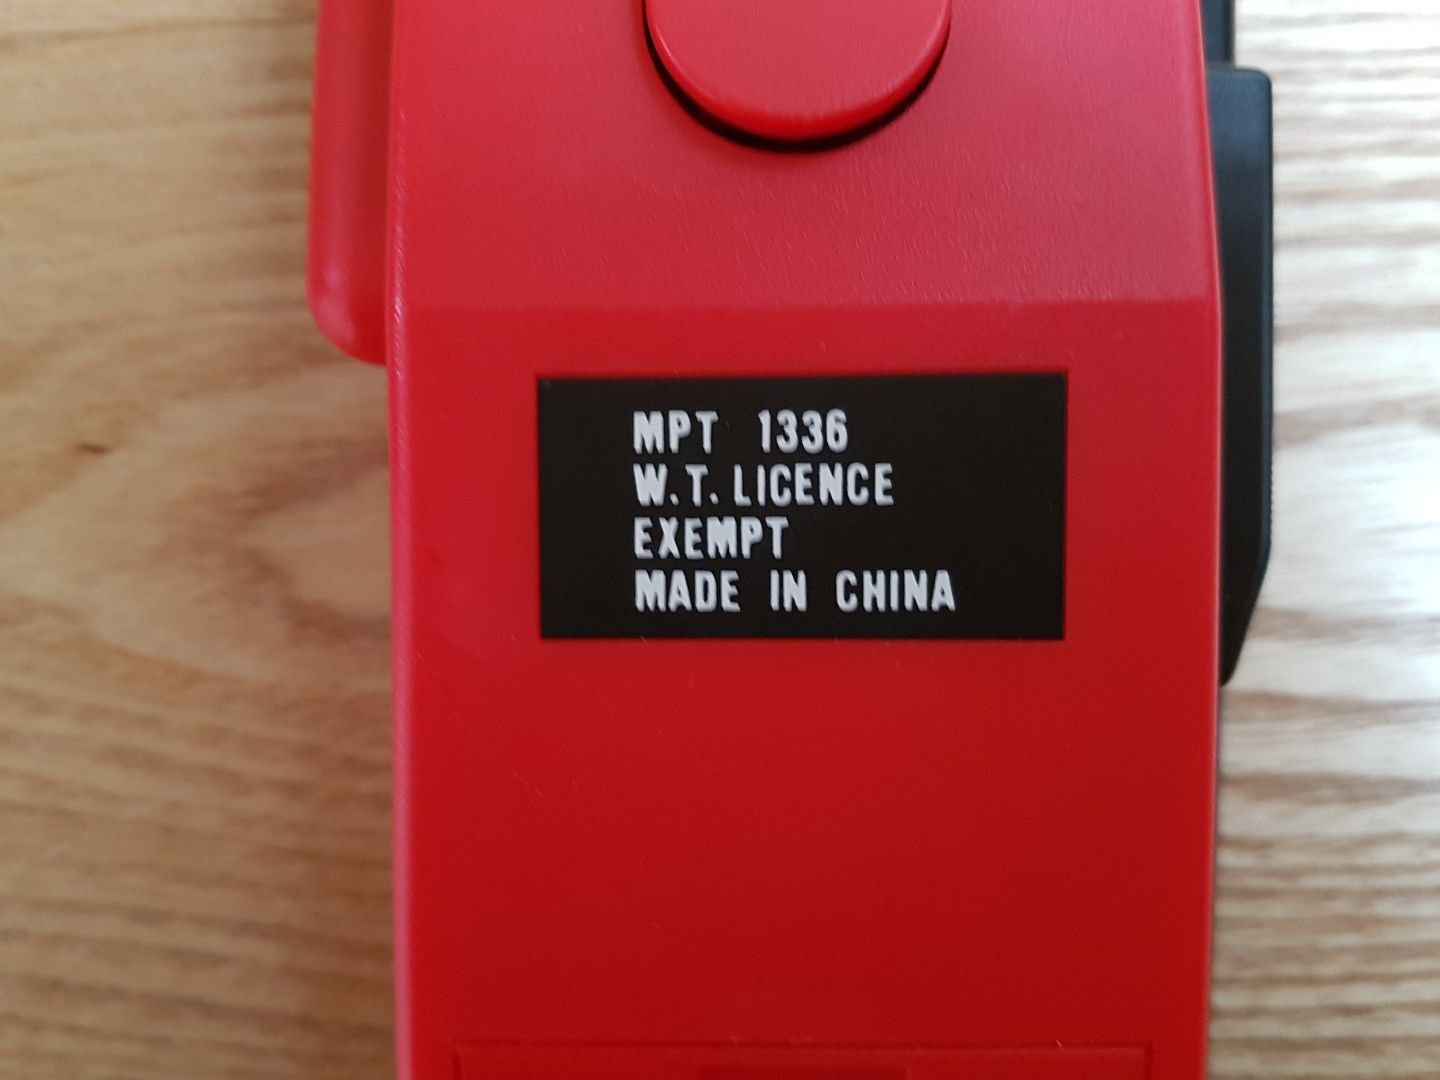 MPT 1336
W.T. LICENCE
EXEMPT
MADE IN CHINA